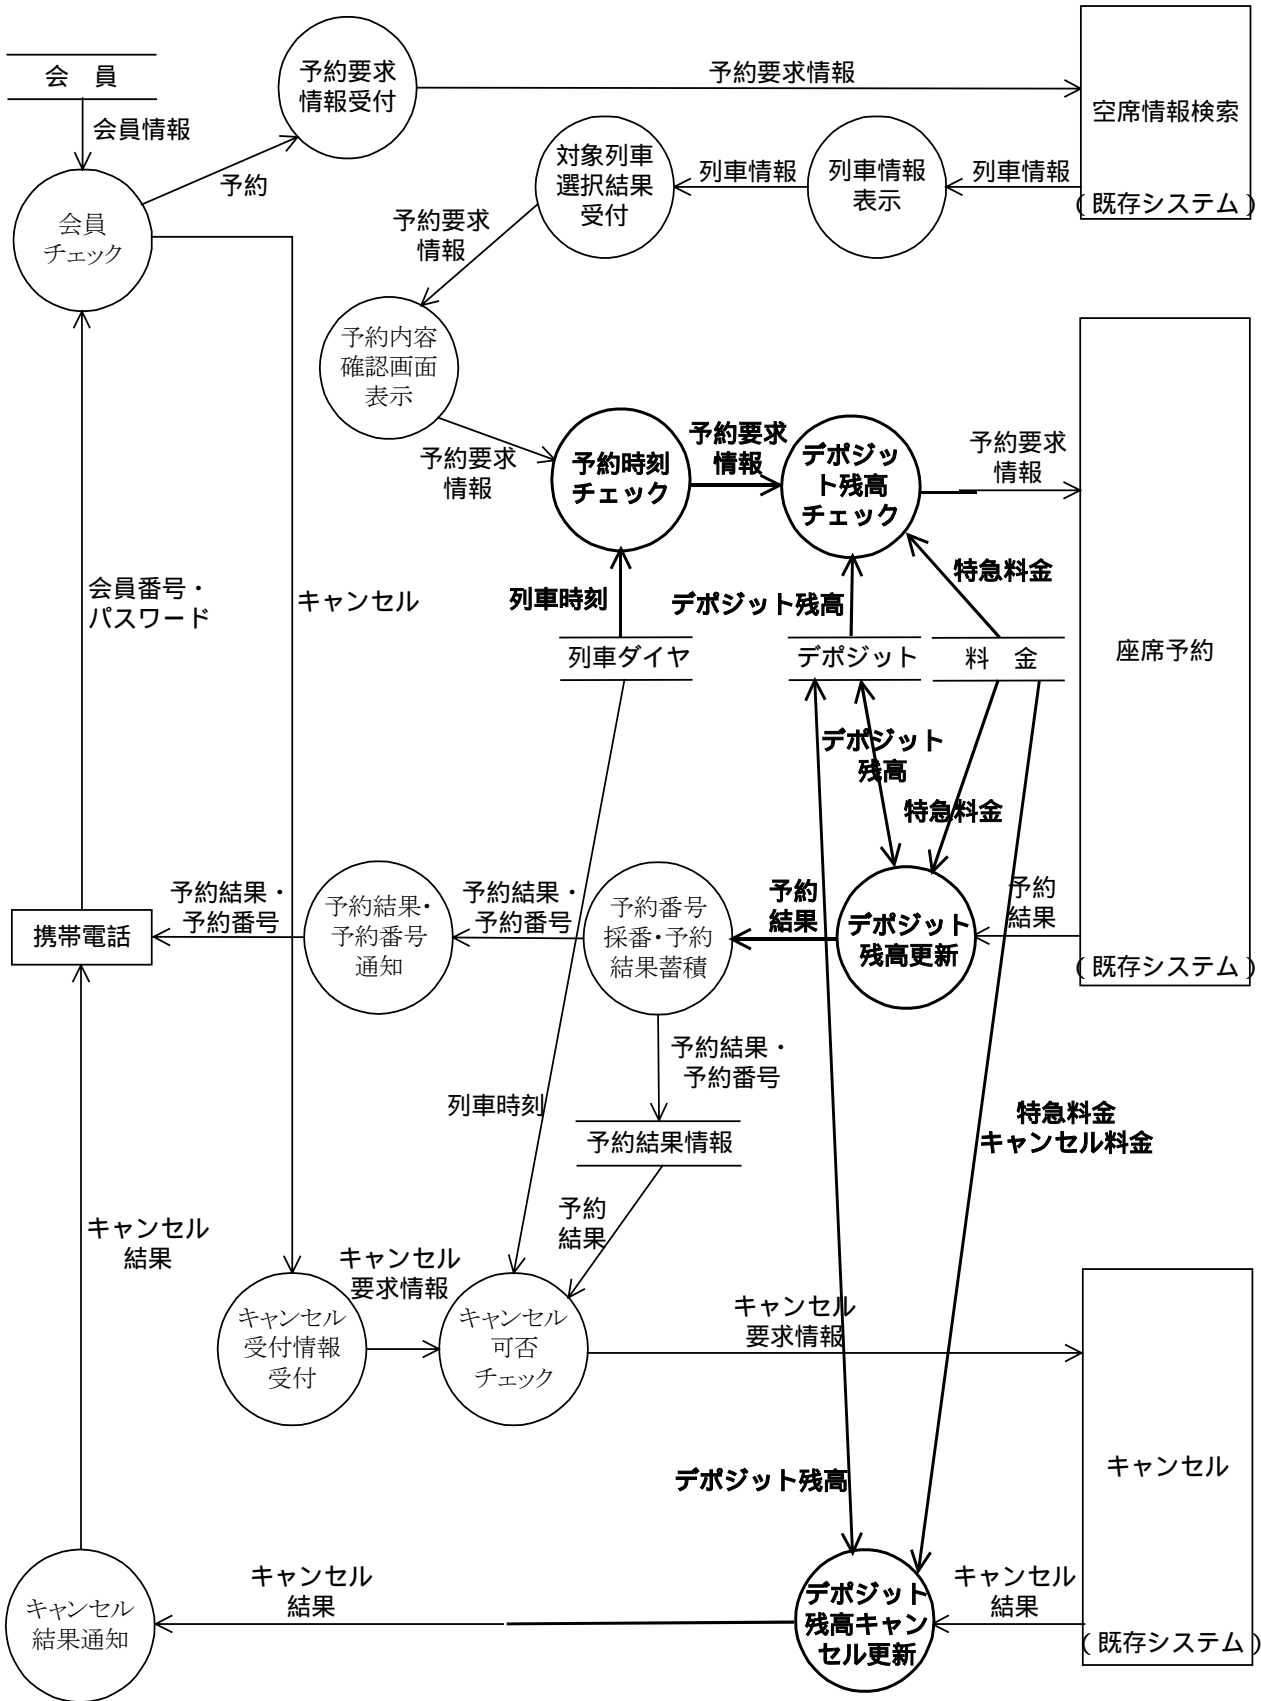 会　員
会員情報
予約要求
情報受付
予約要求情報
空席情報検索
(既存システム)
対象列車
選択結果
受付
列車情報
列車情報
表示
列車情報
予約
会員
チェック
予約要求
情報
予約内容
確認画面
表示
予約要求
情報
予約時刻
チェック
予約要求
情報
デポジッ
ト残高
チェック
予約要求
情報
会員番号・
パスワード
キャンセル
列車時刻
デポジット残高
特急料金
列車ダイヤ
デポジット
料　金
座席予約
(既存システム)
デポジット
残高
特急料金
携帯電話
予約結果・
予約番号
予約結果・
予約番号
通知
予約結果・
予約番号
予約番号
採番・予約
結果蓄積
予約
結果
デポジット
残高更新
予約
結果
予約結果・
予約番号
列車時刻
予約結果情報
特急料金
キャンセル料金
予約
結果
キャンセル
結果
キャンセル
要求情報
キャンセル
受付情報
受付
キャンセル
可否
チェック
キャンセル
要求情報
キャンセル
(既存システム)
デポジット残高
キャンセル
結果
キャンセル
結果通知
デポジット
残高キャン
セル更新
キャンセル
結果